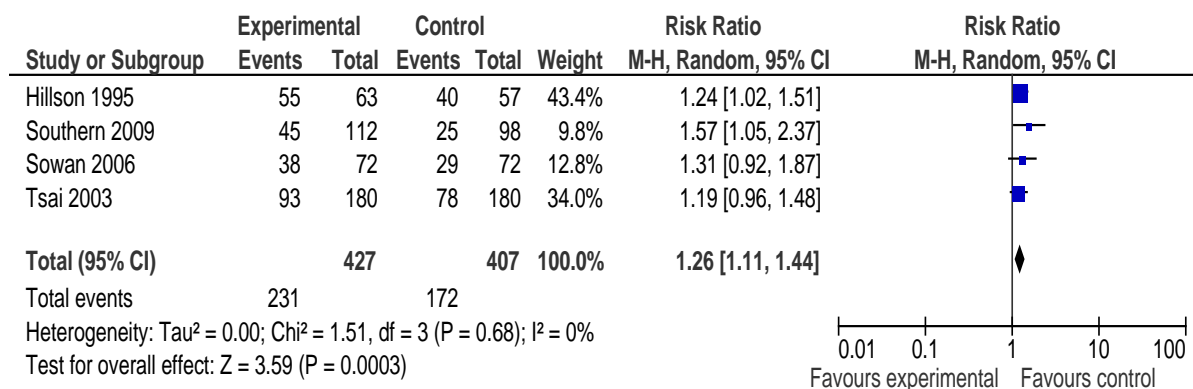 Experimental Control Risk Ratio Risk Ratio
Study or Subgroup Events Total Events Total Weight M-H, Random, 95% CI M-H, Random, 95% CI
Hillson 1995 55 63 40 57 43.4% 1.24 [1.02, 1.51]
Southern 2009 45 112 25 98 9.8% 1.57 [1.05, 2.37]
Sowan 2006 38 72 29 72 12.8% 1.31 [0.92, 1.87]
Tsai 2003 93 180 78 180 34.0% 1.19 [0.96, 1.48]
Total (95% CI) 427 407 100.0% 1.26 [1.11, 1.44]
Total events 231 172
Heterogeneity: Tau² = 0.00; Chi² = 1.51, df = 3 (P = 0.68); I² = 0%
Test for overall effect: Z = 3.59 (P = 0.0003)
0.01 0.1 1 10 100
Favours experimental Favours control